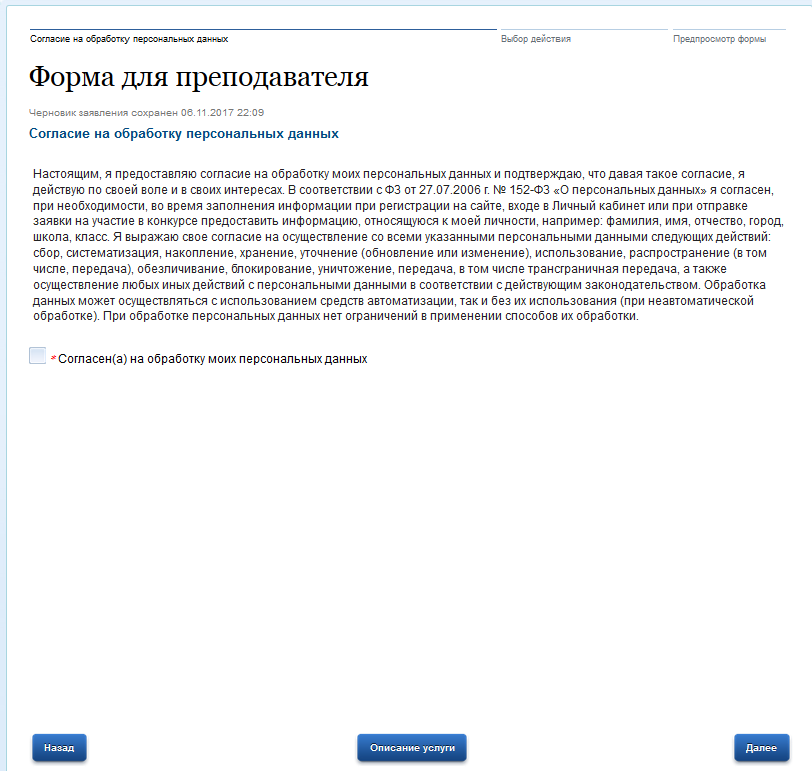 Согласие на обработку персональных данных
Выбор действия
Предпросмотр формы
Форма для преподавателя
Черновик заявления сохранен 06.11.2017 22:09
Согласие на обработку персональных данных
Настоящим, я предоставляю согласие на обработку моих персональных данных и подтверждаю, что давая такое согласие, я
действую по своей воле и в своих интересах. В соответствии с ФЗ от 27.07.2006 г. № 152-ФЗ «О персональных данных» я согласен,
при необходимости, во время заполнения информации при регистрации на сайте, входе в Личный кабинет или при отправке
заявки на участие в конкурсе предоставить информацию, относящуюся к моей личности, например: фамилия, имя, отчество, город,
школа, класс. Я выражаю свое согласие на осуществление со всеми указанными персональными данными следующих действий:
сбор, систематизация, накопление, хранение, уточнение (обновление или изменение), использование, распространение (в том
числе, передача), обезличивание, блокирование, уничтожение, передача, в том числе трансграничная передача, а также
осуществление любых иных действий с персональными данными в соответствии с действующим законодательством. Обработка
данных может осуществляться с использованием средств автоматизации, так и без их использования (при неавтоматической
обработке). При обработке персональных данных нет ограничений в применении способов их обработки.
* Согласен(а) на обработку моих персональных данных
Назад
Описание услуги
Далее